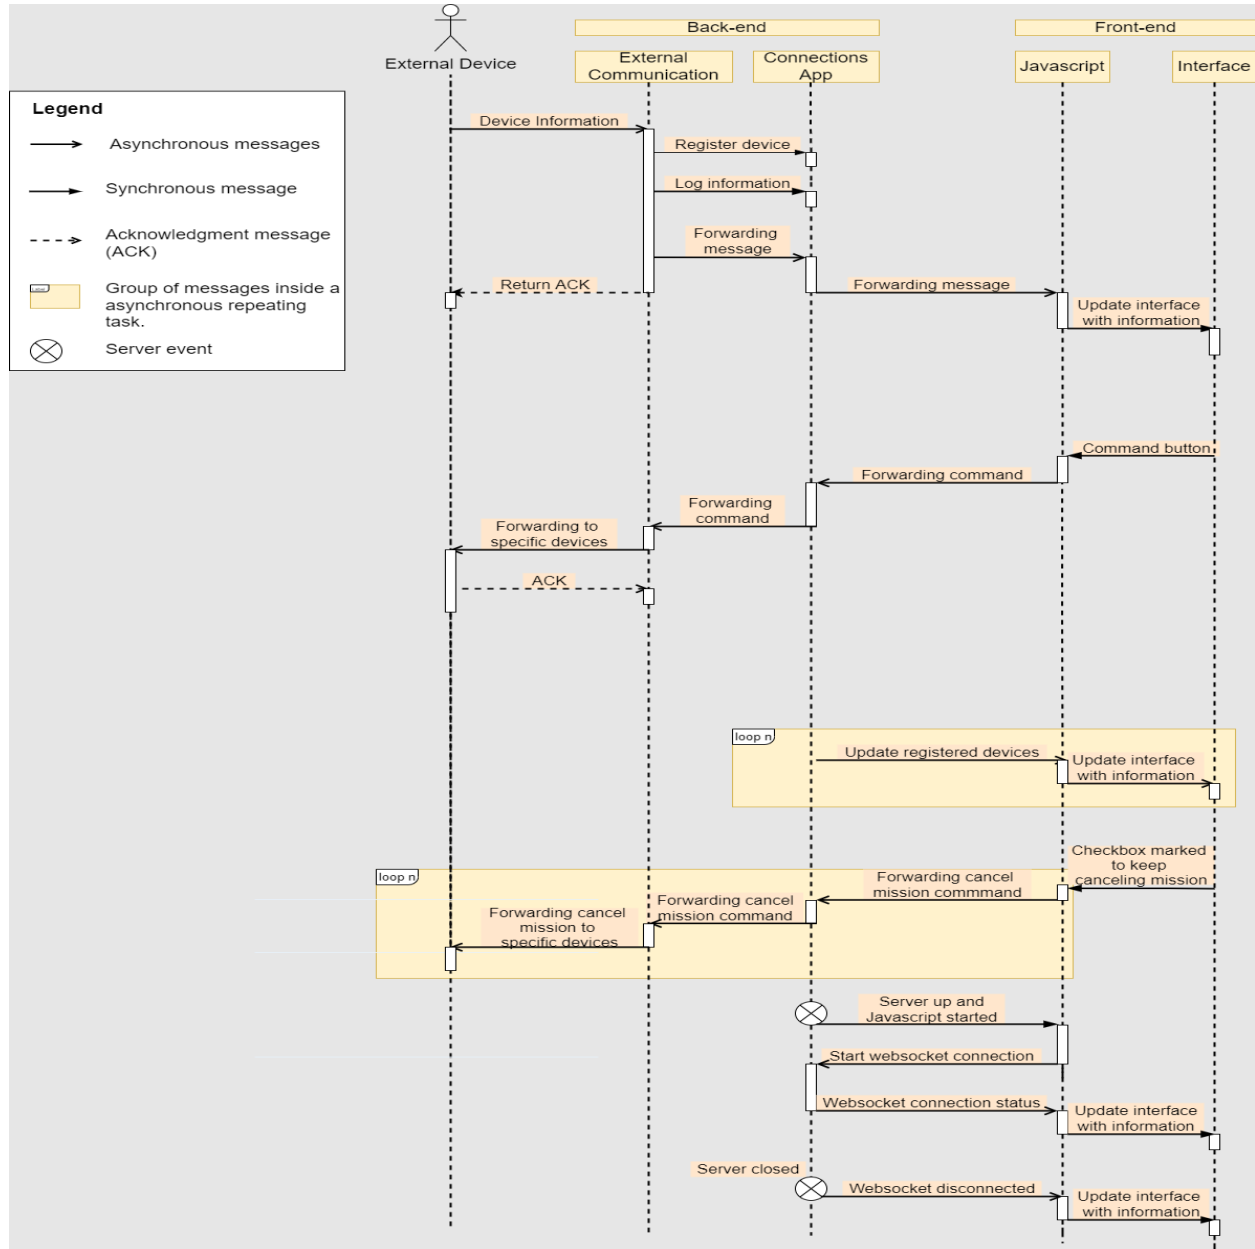 Back-end
Front-end
External Device
External
Communication
Connections
App
Javascript
Interface
Legend
Asynchronous messages
Synchronous message
Acknowledgment message
(ACK)
Group of messages inside a
asynchronous repeating
task.
Server event
Device Information
Register device
Log information
Forwarding
message
Return ACK
Forwarding message
Update interface
with information
Command button
Forwarding command
Forwarding
command
Forwarding to
specific devices
ACK
loop n
Update registered devices
Update interface
with information
Checkbox marked
to keep
canceling mission
loop n
Forwarding cancel
mission commmand
Forwarding cancel
mission command
Forwarding cancel
mission to
specific devices
Server up and
Javascript started
Start websocket connection
Websocket connection status
Update interface
with information
Server closed
Websocket disconnected
Update interface
with information